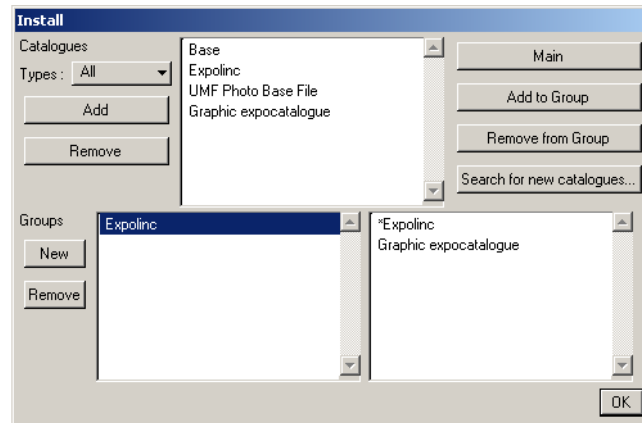 Install
Catalogues
Types : All
Add
Remove
Base
Expolinc
UMF Photo Base File
Graphic expocatalogue
Main
Add to Group
Remove from Group
Search for new catalogues...
Groups
New
Remove
Expolinc
*Expolinc
Graphic expocatalogue
OK